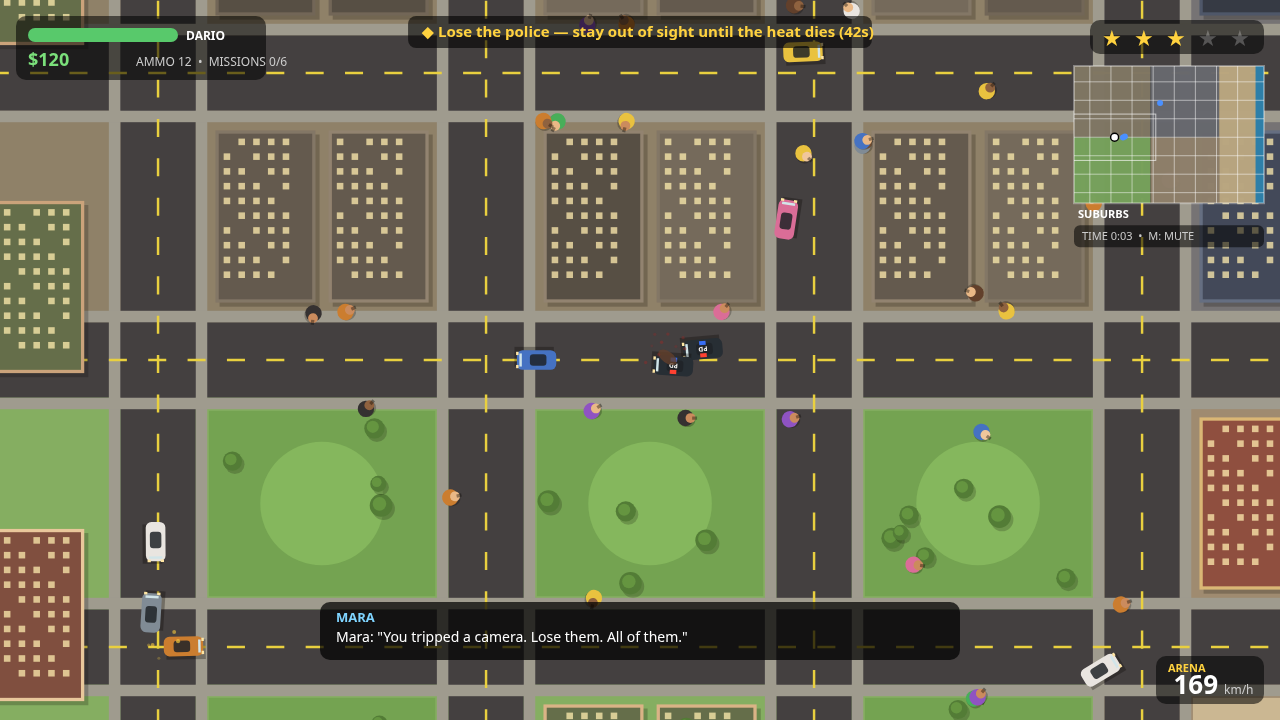 DARIO
$120
AMMO 12 • MISSIONS 0/6
◆ Lose the police — stay out of sight until the heat dies (42s)
SUBURBS
TIME 0:03 • M: MUTE
PD
PD
MARA
Mara: "You tripped a camera. Lose them. All of them."
ARENA
169 km/h